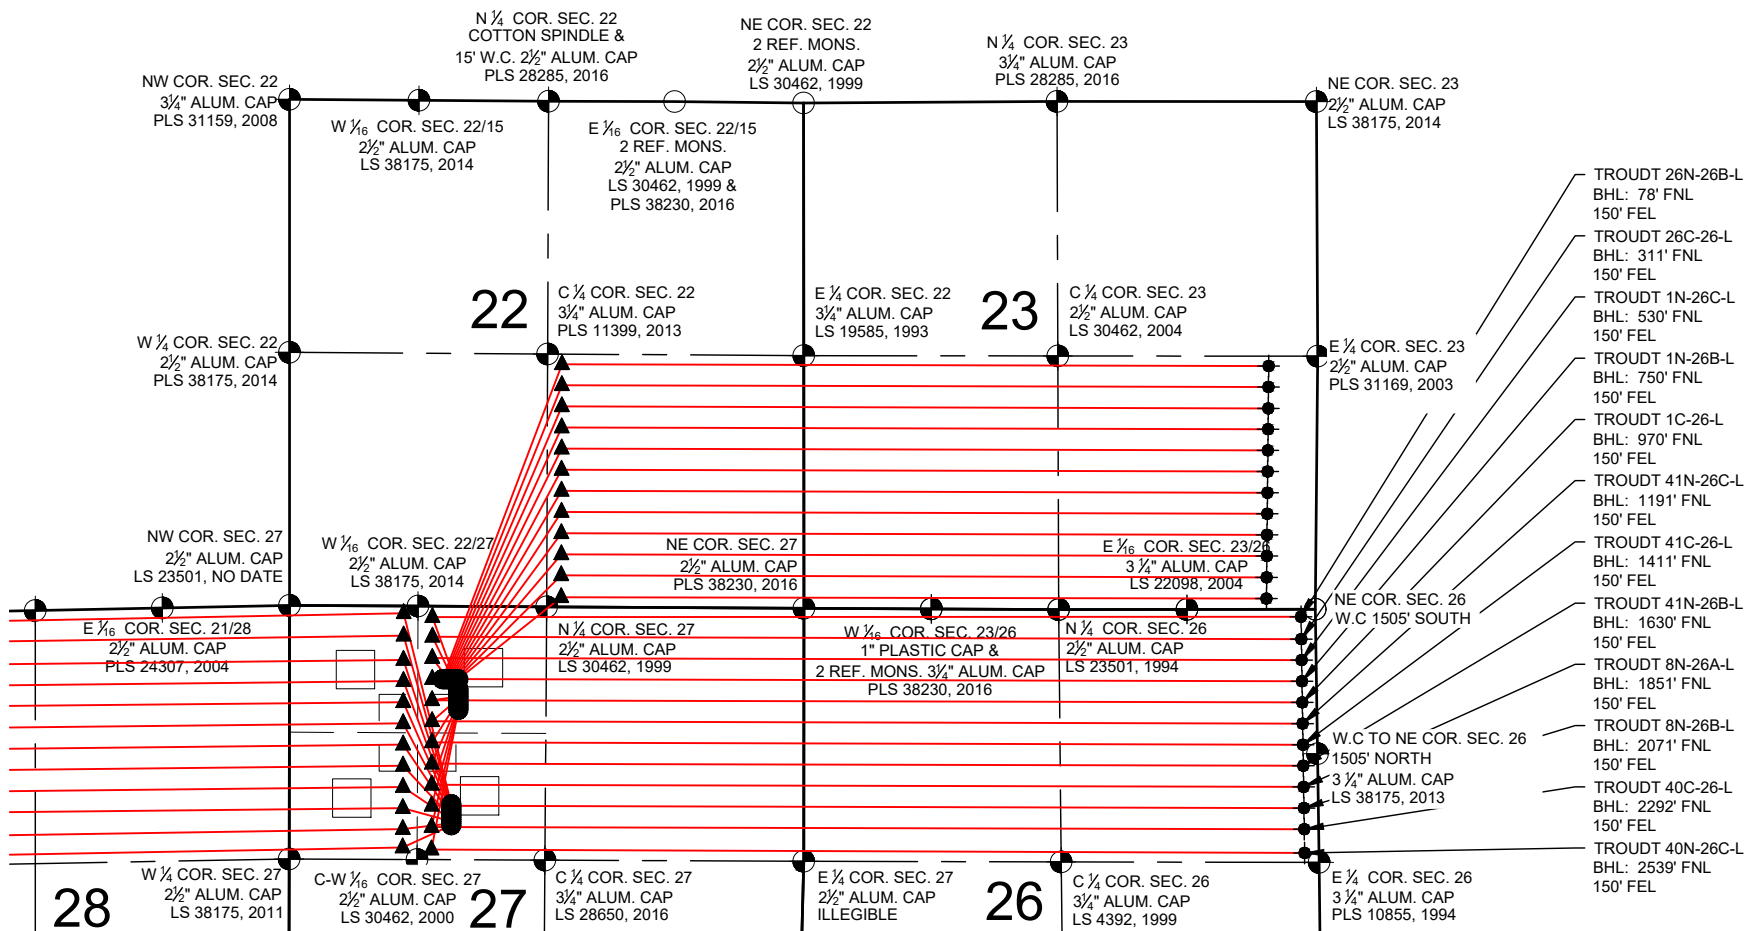 N ¼ COR. SEC. 22
COTTON SPINDLE &
15' W.C. 2½" ALUM. CAP
PLS 28285, 2016
NE COR. SEC. 22
2 REF. MONS.
2½" ALUM. CAP
LS 30462, 1999
N ¼ COR. SEC. 23
3¼" ALUM. CAP
PLS 28285, 2016
NW COR. SEC. 22
3¼" ALUM. CAP
PLS 31159, 2008
NE COR. SEC. 23
2½" ALUM. CAP
LS 38175, 2014
W 1⁄16 COR. SEC. 22/15
2½" ALUM. CAP
LS 38175, 2014
E 1⁄16 COR. SEC. 22/15
2 REF. MONS.
2½" ALUM. CAP
LS 30462, 1999 &
PLS 38230, 2016
22
C ¼ COR. SEC. 22
3¼" ALUM. CAP
PLS 11399, 2013
E ¼ COR. SEC. 22
3¼" ALUM. CAP
LS 19585, 1993
23
C ¼ COR. SEC. 23
2½" ALUM. CAP
LS 30462, 2004
W ¼ COR. SEC. 22
2½" ALUM. CAP
PLS 38175, 2014
E ¼ COR. SEC. 23
2½" ALUM. CAP
PLS 31169, 2003
NW COR. SEC. 27
2½" ALUM. CAP
LS 23501, NO DATE
W 1⁄16 COR. SEC. 22/27
2½" ALUM. CAP
LS 38175, 2014
NE COR. SEC. 27
2½" ALUM. CAP
PLS 38230, 2016
E 1⁄16 COR. SEC. 23/26
3 ¼" ALUM. CAP
LS 22098, 2004
NE COR. SEC. 26
W.C 1505' SOUTH
E 1⁄16 COR. SEC. 21/28
2½" ALUM. CAP
PLS 24307, 2004
N ¼ COR. SEC. 27
2½" ALUM. CAP
LS 30462, 1999
W 1⁄16 COR. SEC. 23/26
1" PLASTIC CAP &
2 REF. MONS. 3¼" ALUM. CAP
PLS 38230, 2016
N ¼ COR. SEC. 26
2½" ALUM. CAP
LS 23501, 1994
W.C TO NE COR. SEC. 26
1505' NORTH
3 ¼" ALUM. CAP
LS 38175, 2013
28
W ¼ COR. SEC. 27
2½" ALUM. CAP
LS 38175, 2011
C-W 1⁄16 COR. SEC. 27
2½" ALUM. CAP
LS 30462, 2000
27
C ¼ COR. SEC. 27
3¼" ALUM. CAP
LS 28650, 2016
E ¼ COR. SEC. 27
2½" ALUM. CAP
ILLEGIBLE
26
C ¼ COR. SEC. 26
3¼" ALUM. CAP
LS 4392, 1999
E ¼ COR. SEC. 26
3 ¼" ALUM. CAP
PLS 10855, 1994
TROUDT 26N-26B-L
BHL: 78' FNL
150' FEL
TROUDT 26C-26-L
BHL: 311' FNL
150' FEL
TROUDT 1N-26C-L
BHL: 530' FNL
150' FEL
TROUDT 1N-26B-L
BHL: 750' FNL
150' FEL
TROUDT 1C-26-L
BHL: 970' FNL
150' FEL
TROUDT 41N-26C-L
BHL: 1191' FNL
150' FEL
TROUDT 41C-26-L
BHL: 1411' FNL
150' FEL
TROUDT 41N-26B-L
BHL: 1630' FNL
150' FEL
TROUDT 8N-26A-L
BHL: 1851' FNL
150' FEL
TROUDT 8N-26B-L
BHL: 2071' FNL
150' FEL
TROUDT 40C-26-L
BHL: 2292' FNL
150' FEL
TROUDT 40N-26C-L
BHL: 2539' FNL
150' FEL